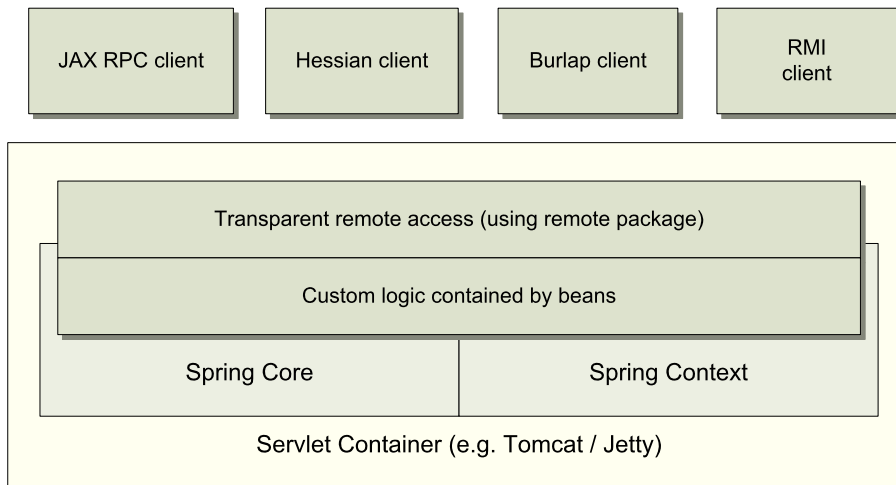 JAX RPC client
Hessian client
Burlap client
RMI
client
Transparent remote access (using remote package)
Custom logic contained by beans
Spring Core
Spring Context
Servlet Container (e.g. Tomcat / Jetty)